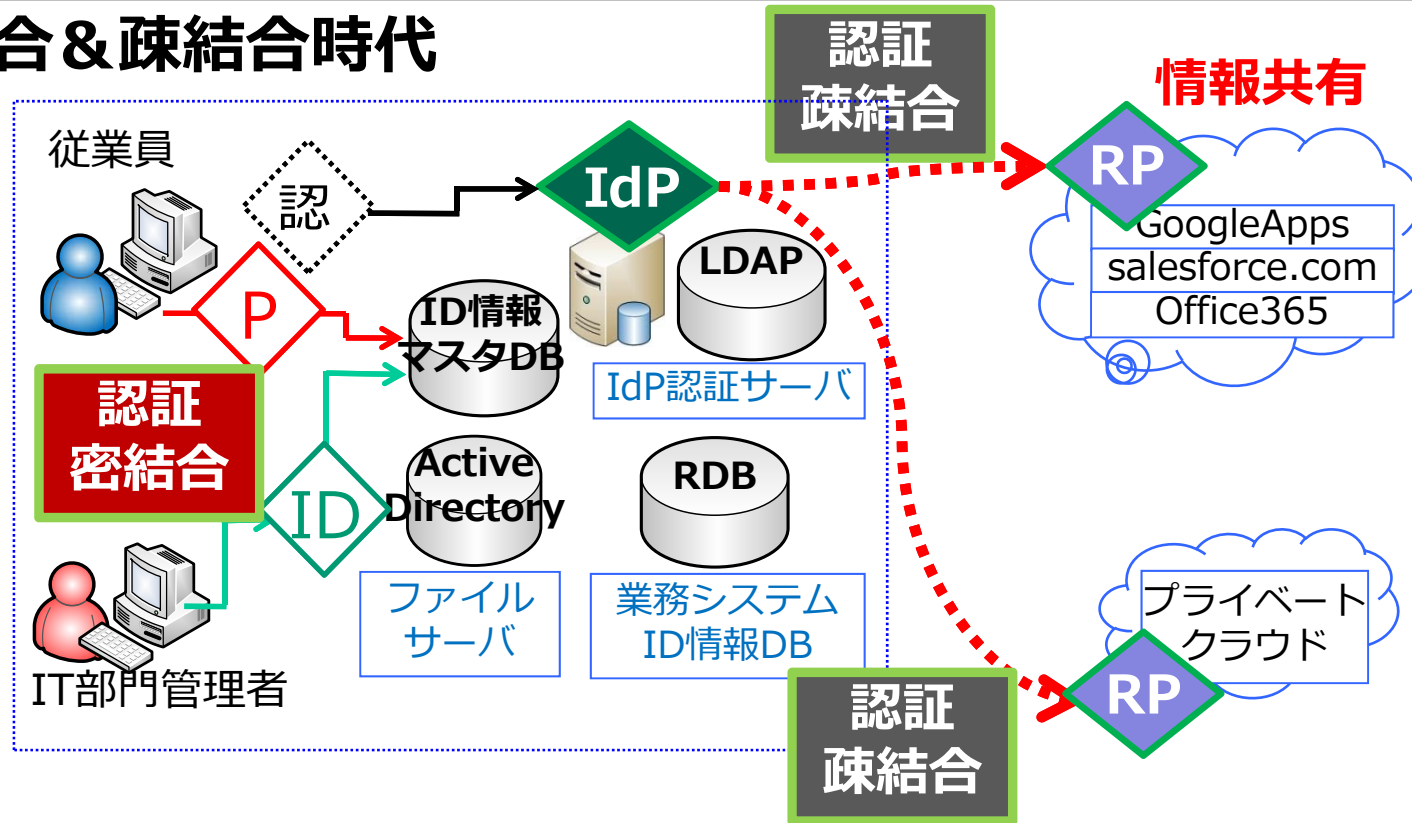 合＆疎結合時代
認証
疎結合
情報共有
従業員
認
IdP
RP
GoogleApps
salesforce.com
Office365
LDAP
P
ID情報
マスタDB
IdP認証サーバ
認証
密結合
Active
Directory
RDB
ID
ファイル
サーバ
業務システム
ID情報DB
プライベート
クラウド
RP
IT部門管理者
認証
疎結合